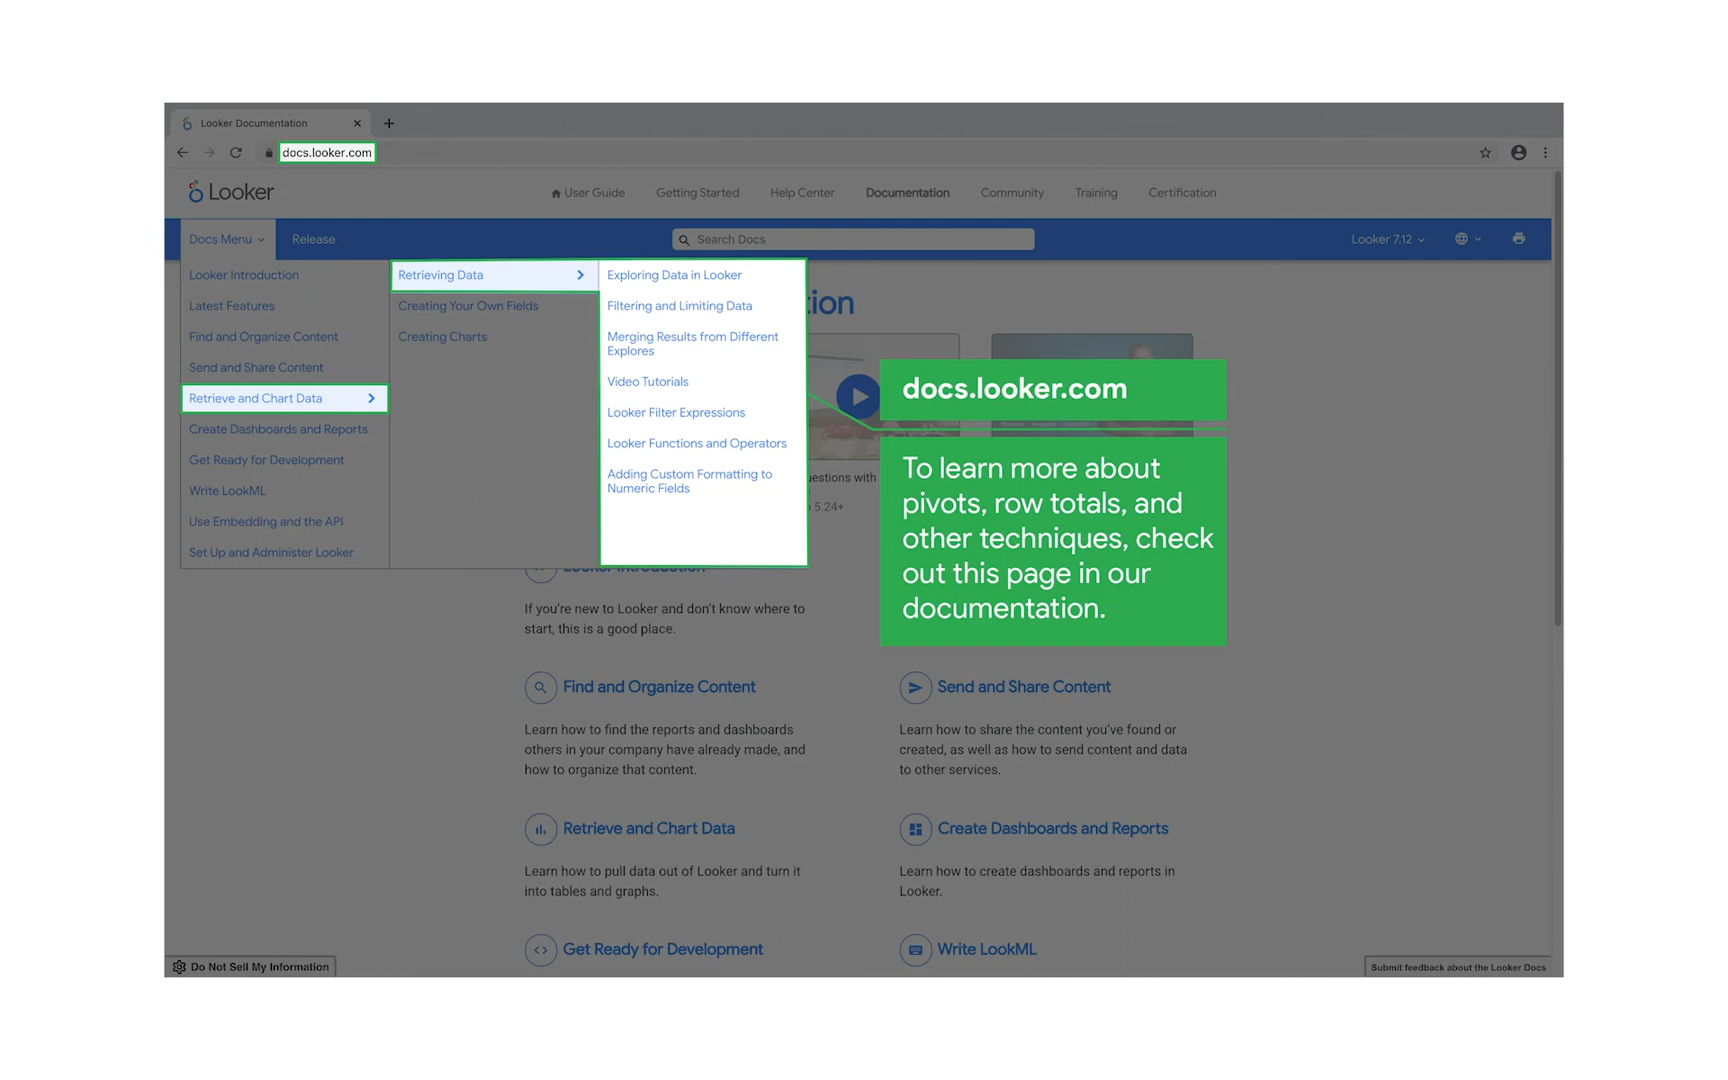 Looker Documentation
docs.looker.com
Looker
User Guide
Getting Started
Help Center
Documentation
Community
Training
Certification
Docs Menu
Release
Search Docs
Looker 7.12
Looker Introduction
Latest Features
Find and Organize Content
Send and Share Content
Retrieve and Chart Data
Create Dashboards and Reports
Get Ready for Development
Write LookML
Use Embedding and the API
Set Up and Administer Looker
Retrieving Data
Creating Your Own Fields
Creating Charts
Exploring Data in Looker
Filtering and Limiting Data
Merging Results from Different
Explores
Video Tutorials
Looker Filter Expressions
Looker Functions and Operators
Adding Custom Formatting to
Numeric Fields
tion
docs.looker.com
To learn more about
pivots, row totals, and
other techniques, check
out this page in our
documentation.
uestions with
5.24+
Looker Introduction
If you're new to Looker and don't know where to
start, this is a good place.
Find and Organize Content
Learn how to find the reports and dashboards
others in your company have already made, and
how to organize that content.
Send and Share Content
Learn how to share the content you've found or
created, as well as how to send content and data
to other services.
Retrieve and Chart Data
Learn how to pull data out of Looker and turn it
into tables and graphs.
Create Dashboards and Reports
Learn how to create dashboards and reports in
Looker.
Get Ready for Development
Write LookML
Do Not Sell My Information
Submit feedback about the Looker Docs